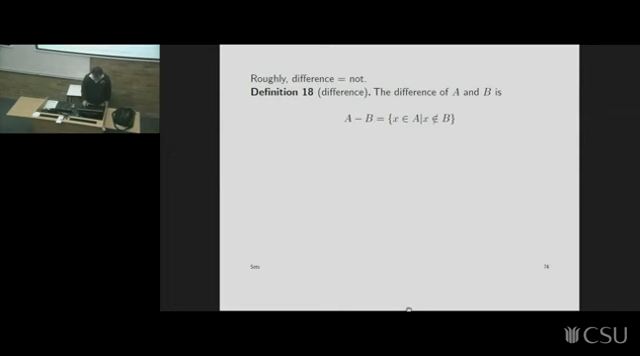 Roughly, difference = not.
Definition 18 (difference). The difference of A and B is
A − B = {x ∈ A|x ∉ B}
Sets
74
CSU